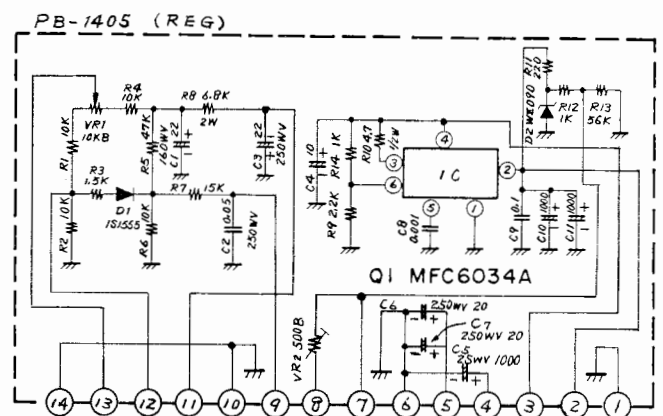 PB-1405 (REG)
R4
10K
R8 6.8K
2W
VR1
10KB
R1
10K
R5
47K
C1
22
160WV
C3
22
250WV
R3
1.5K
D1
1S1555
R7
15K
R2
10K
R6
10K
C2
0.05
250WV
C4
10
R14
1K
R10
4.7
1/2W
R9 2.2K
IC
4
3
6
2
5
1
C8
0.001
C9
0.1
C10
1000
C11
1000
R11
220
D2
R12
1K
R13
56K
Q1 MFC6034A
VR2 500B
C6
250WV 20
C7
250WV 20
C5
25WV 1000
14
13
12
11
10
9
8
7
6
5
4
3
2
1